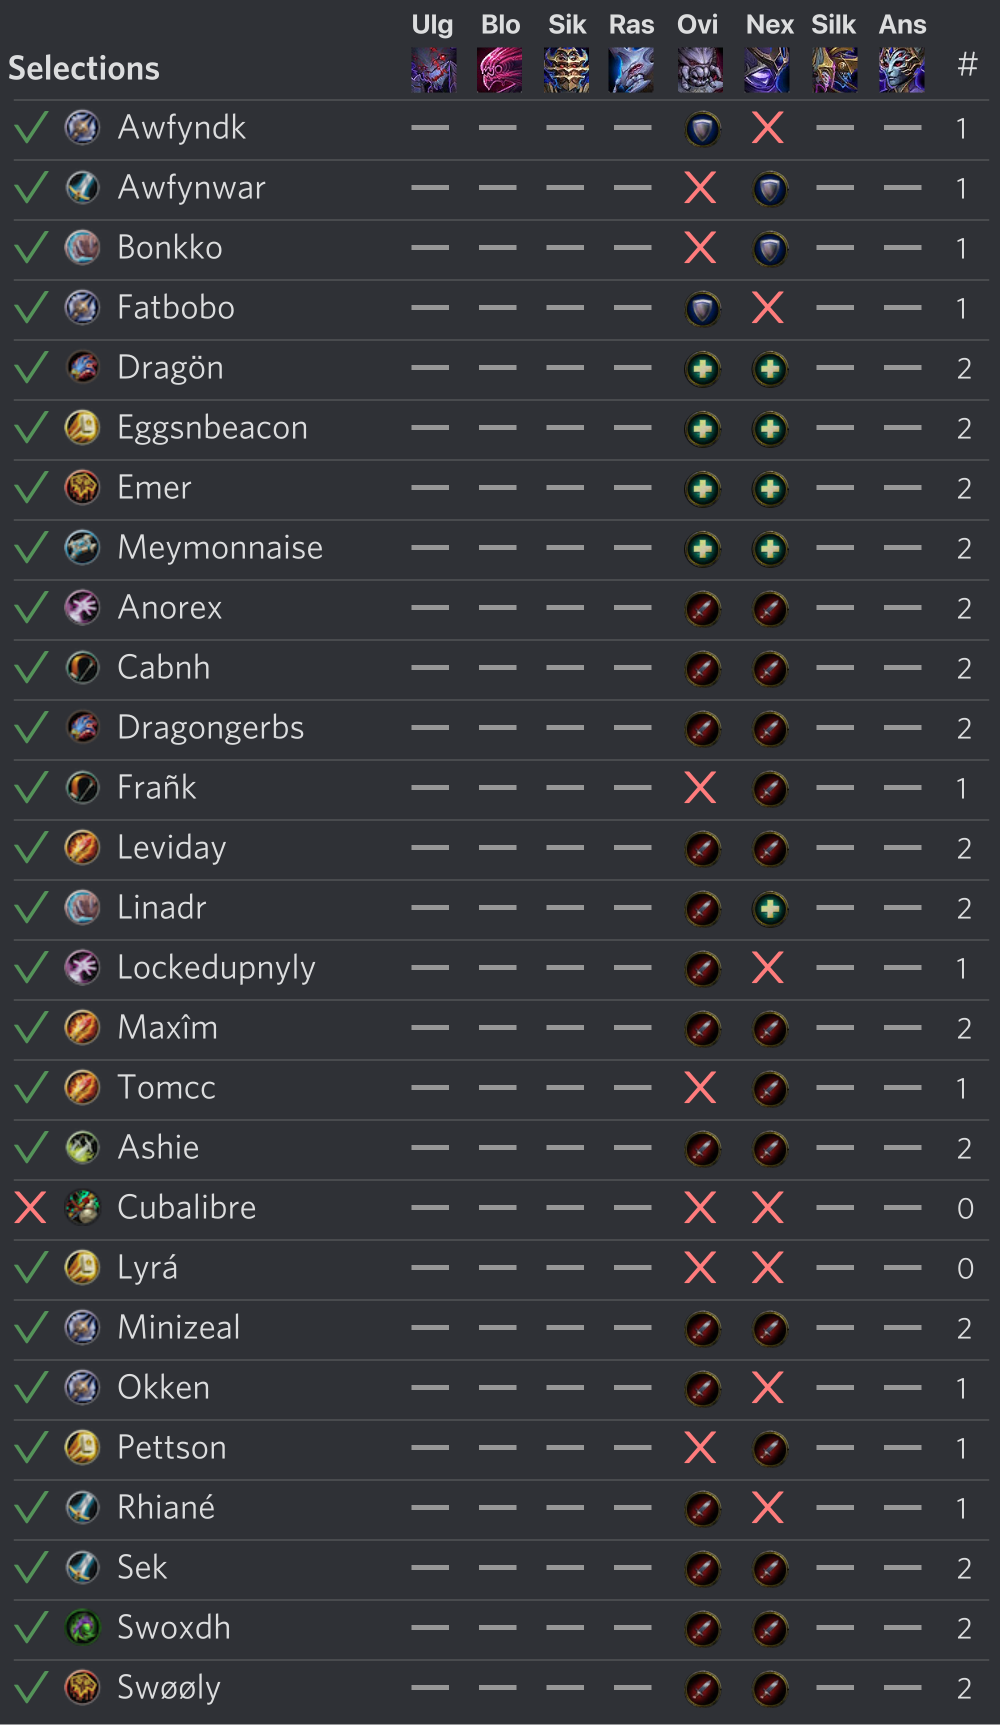 Ulg Blo Sik Ras Ovi Nex Silk Ans
Selections #
Awfyndk 1
Awfynwar 1
Bonkko 1
Fatbobo 1
Dragön 2
Eggsnbeacon 2
Emer 2
Meymonnaise 2
Anorex 2
Cabnh 2
Dragongerbs 2
Frañk 1
Leviday 2
Linadr 2
Lockedupnyly 1
Maxîm 2
Tomcc 1
Ashie 2
Cubalibre 0
Lyrá 0
Minizeal 2
Okken 1
Pettson 1
Rhiané 1
Sek 2
Swoxdh 2
Swøøly 2